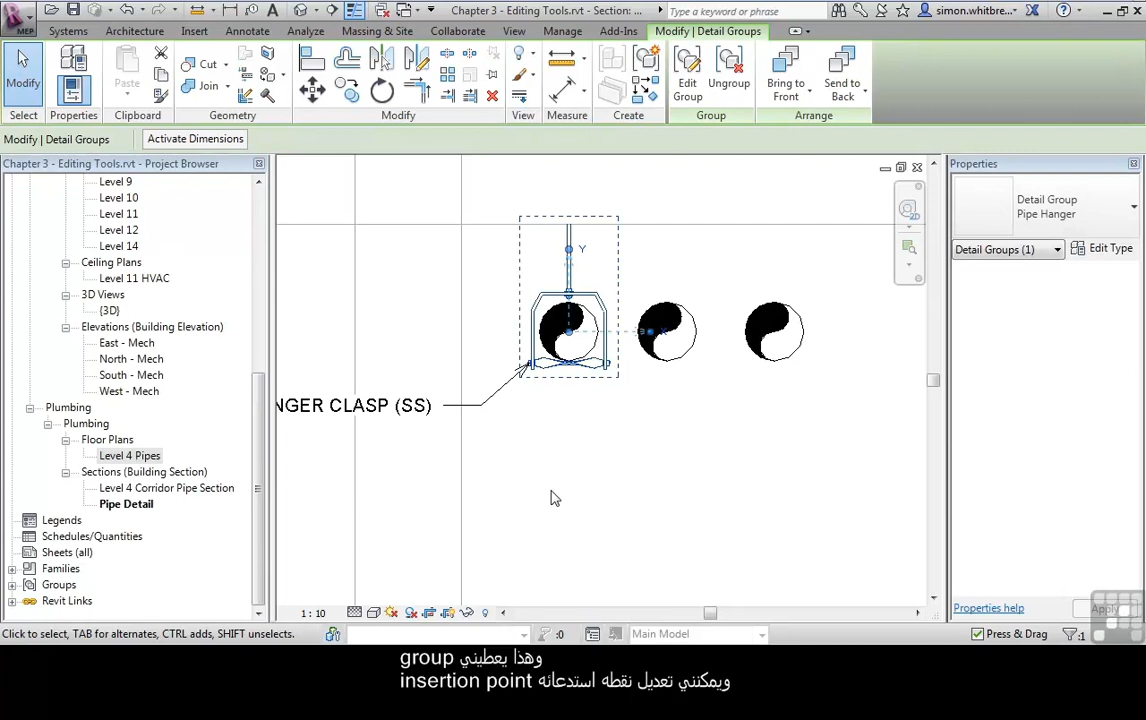 MEP
Chapter 3 - Editing Tools.rvt - Section: ...
Type a keyword or phrase
simon.whitbre...
Systems Architecture Insert Annotate Analyze Massing & Site Collaborate View Manage Add-Ins Modify | Detail Groups
Modify Paste Cut Join Edit Group Ungroup Bring to Front Send to Back
Select Properties Clipboard Geometry Modify View Measure Create Group Arrange
Modify | Detail Groups Activate Dimensions
Chapter 3 - Editing Tools.rvt - Project Browser
Level 9
Level 10
Level 11
Level 12
Level 14
Ceiling Plans
Level 11 HVAC
3D Views
{3D}
Elevations (Building Elevation)
East - Mech
North - Mech
South - Mech
West - Mech
Plumbing
Plumbing
Floor Plans
Level 4 Pipes
Sections (Building Section)
Level 4 Corridor Pipe Section
Pipe Detail
Legends
Schedules/Quantities
Sheets (all)
Families
Groups
Revit Links
2D
Y
X
NGER CLASP (SS)
Properties
Detail Group
Pipe Hanger
Detail Groups (1) Edit Type
Properties help Apply
1 : 10
Click to select, TAB for alternates, CTRL adds, SHIFT unselects. :0 Main Model Press & Drag :1
وهذا يعطيني group
ويمكنني تعديل نقطه استدعائه insertion point